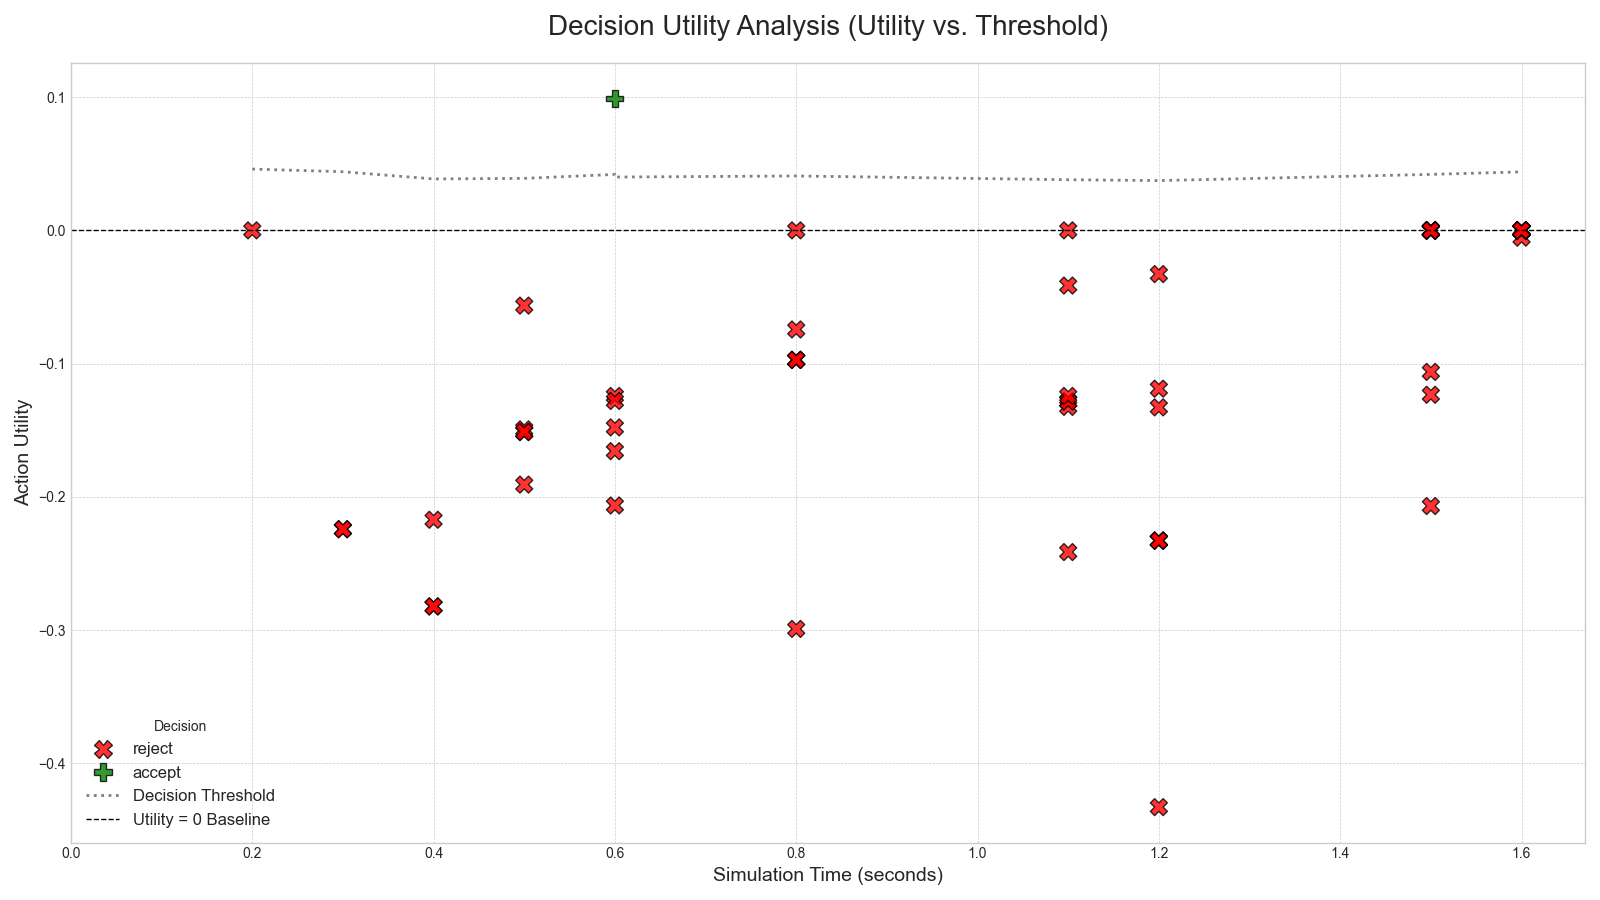 Decision Utility Analysis (Utility vs. Threshold)
0.1
0.0
−0.1
−0.2
−0.3
−0.4
Action Utility
Decision
reject
accept
Decision Threshold
Utility = 0 Baseline
0.0 0.2 0.4 0.6 0.8 1.0 1.2 1.4 1.6
Simulation Time (seconds)